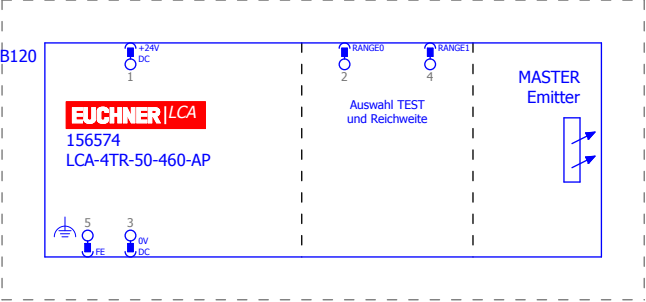 B120
+24V
DC
1
RANGE0
2
RANGE1
4
MASTER
Emitter
EUCHNER LCA
Auswahl TEST
und Reichweite
156574
LCA-4TR-50-460-AP
5
FE
3
0V
DC